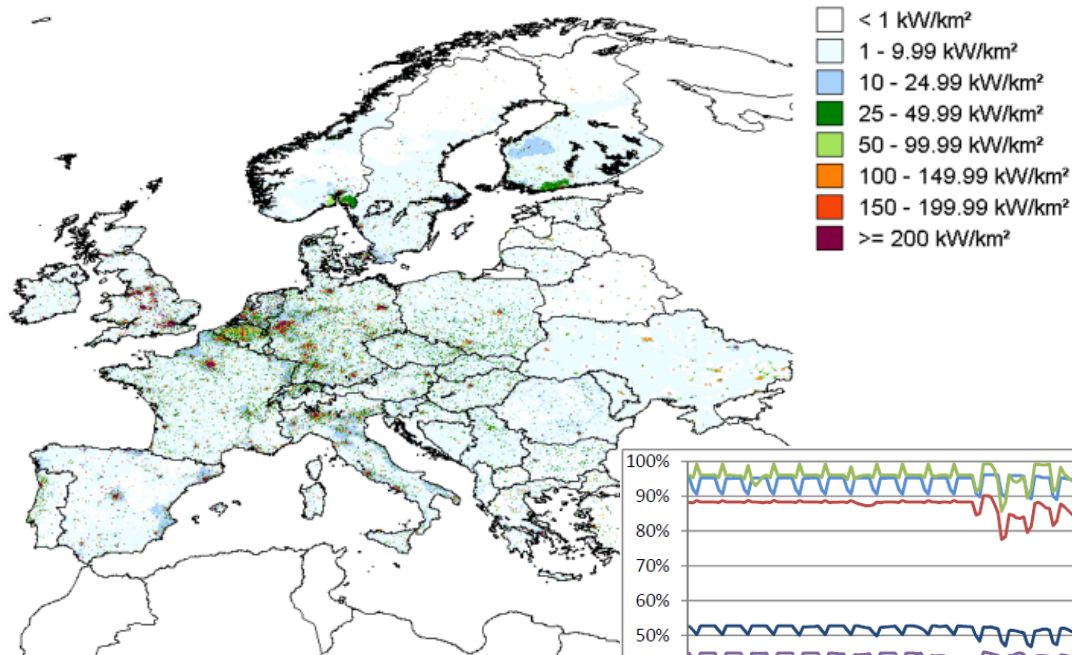 < 1 kW/km²
1 - 9.99 kW/km²
10 - 24.99 kW/km²
25 - 49.99 kW/km²
50 - 99.99 kW/km²
100 - 149.99 kW/km²
150 - 199.99 kW/km²
>= 200 kW/km²
100%
90%
80%
70%
60%
50%